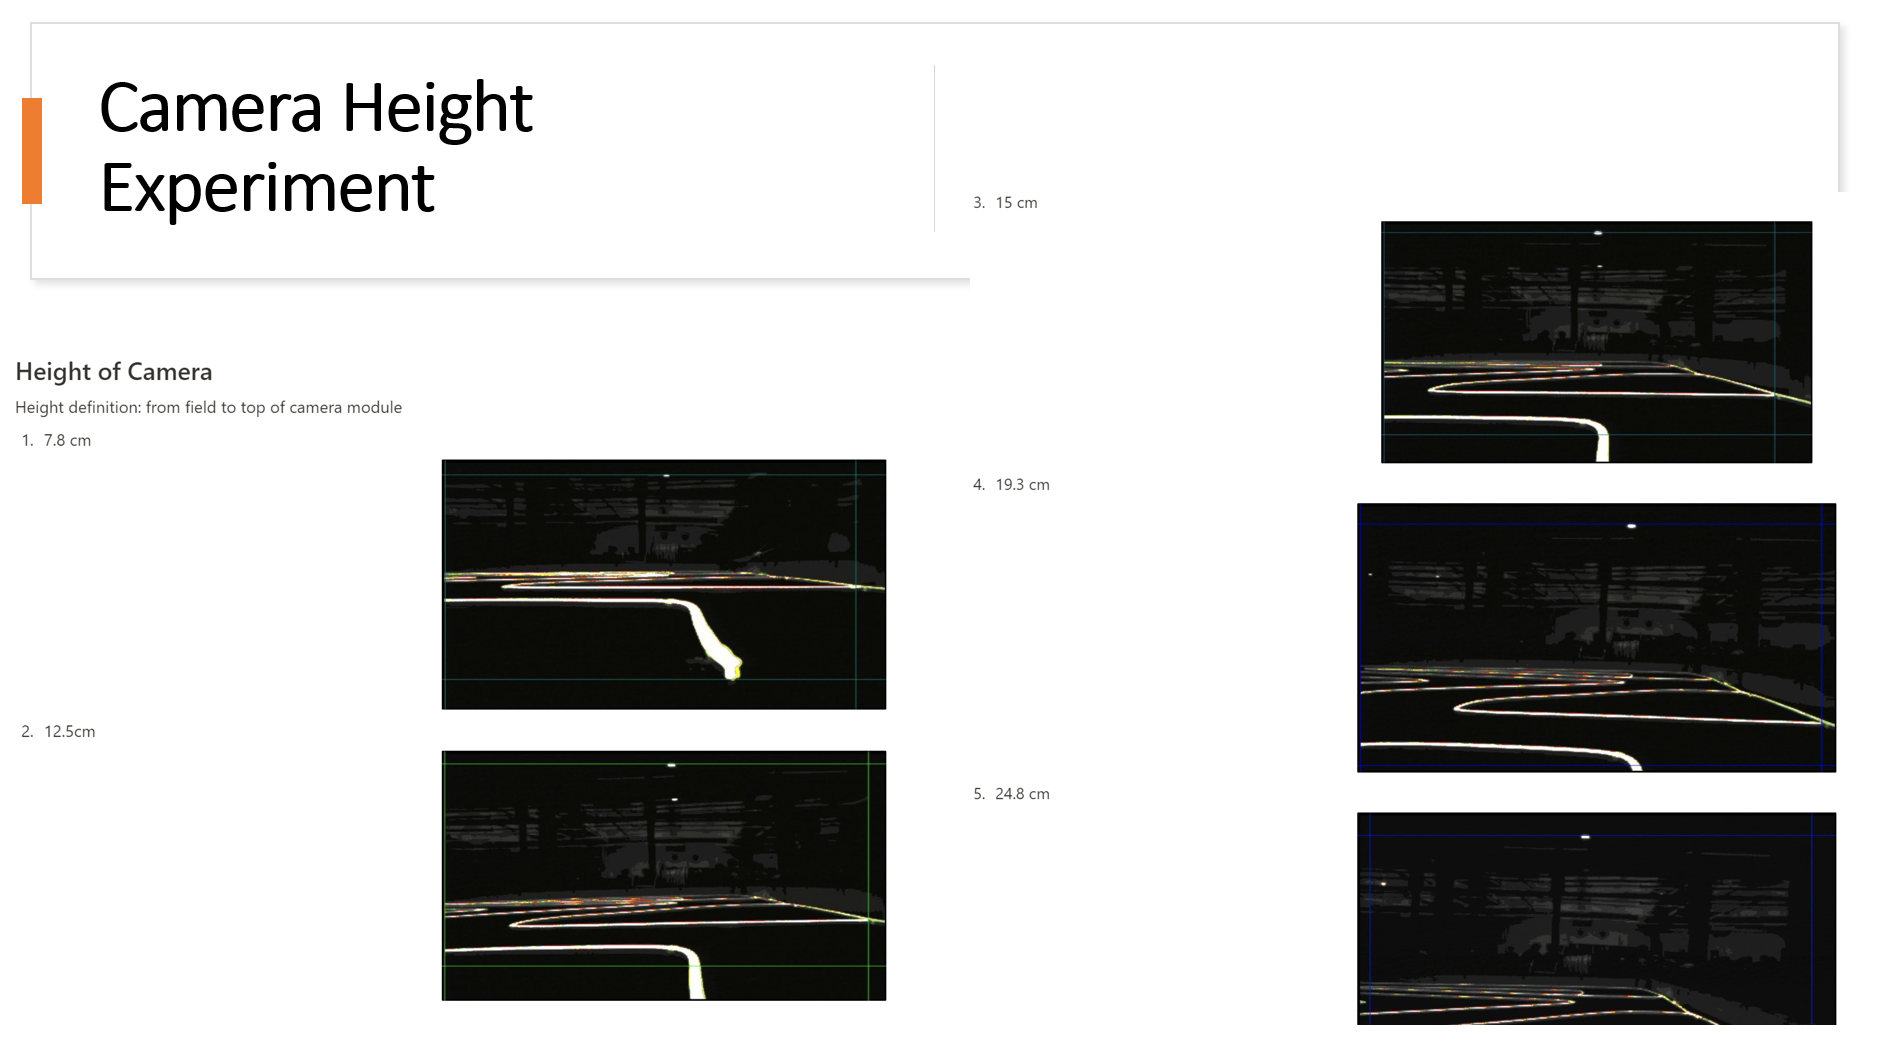 Camera Height
Experiment
Height of Camera
Height definition: from field to top of camera module
1. 7.8 cm
2. 12.5cm
3. 15 cm
4. 19.3 cm
5. 24.8 cm